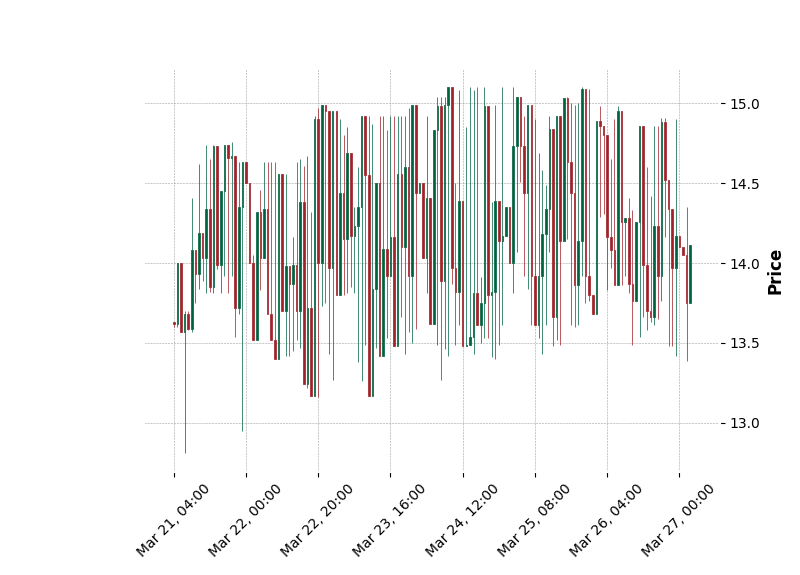 15.0
14.5
14.0
13.5
13.0
Price
Mar 21, 04:00
Mar 22, 00:00
Mar 22, 20:00
Mar 23, 16:00
Mar 24, 12:00
Mar 25, 08:00
Mar 26, 04:00
Mar 27, 00:00